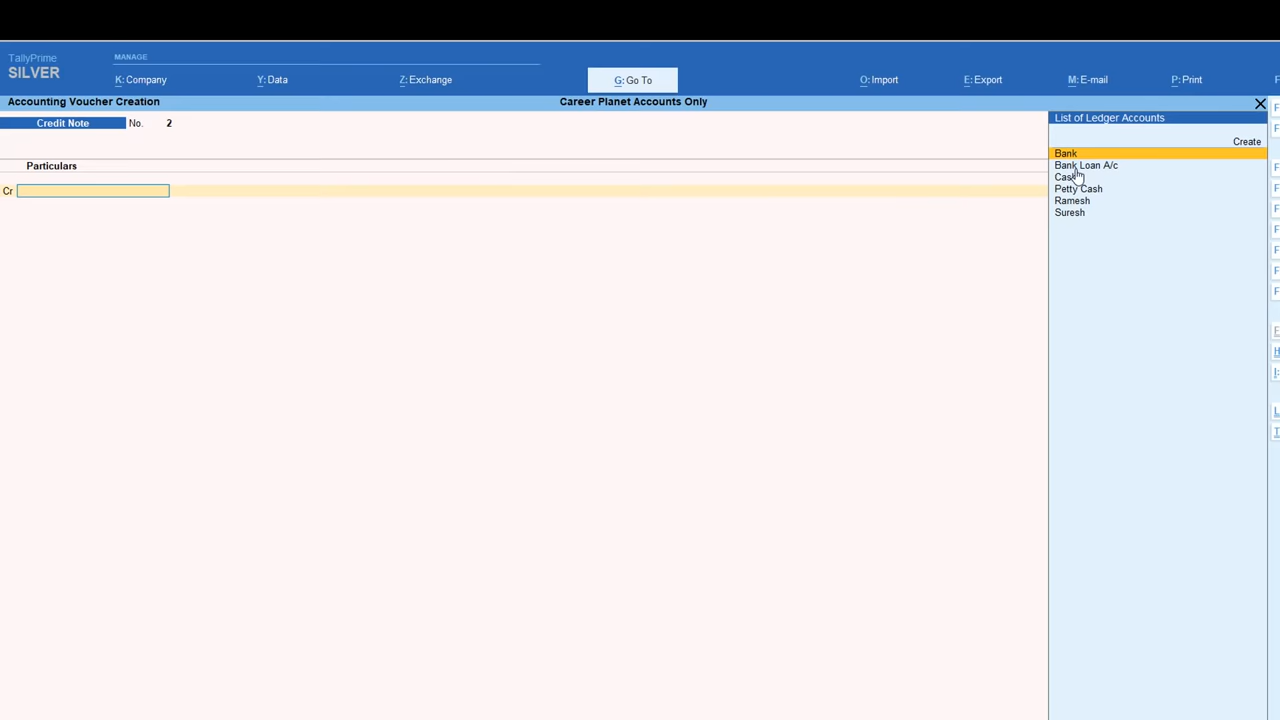 TallyPrime
SILVER
MANAGE
K: Company
Y: Data
Z: Exchange
G: Go To
O: Import
E: Export
M: E-mail
P: Print
F
Accounting Voucher Creation
Career Planet Accounts Only
Credit Note
No.
2
Particulars
Cr
List of Ledger Accounts
Create
Bank
Bank Loan A/c
Cash
Petty Cash
Ramesh
Suresh
F
F
F
F
F
F
F
F
F
F
H
I:
L
T